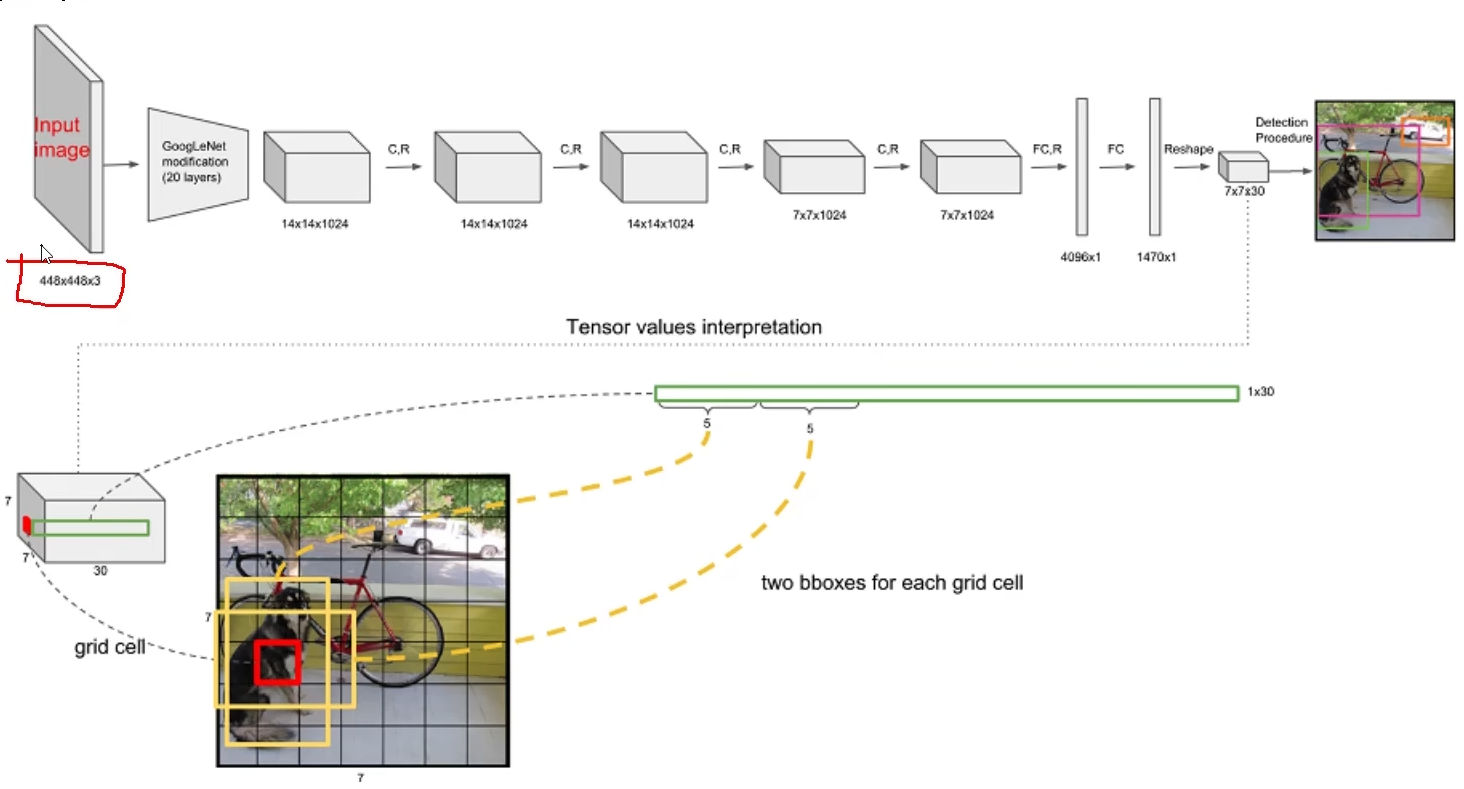 Input
image
448x448x3
GoogLeNet
modification
(20 layers)
14x14x1024
C,R
14x14x1024
C,R
14x14x1024
C,R
7x7x1024
C,R
7x7x1024
FC,R
4096x1
FC
1470x1
Reshape
7x7x30
Detection
Procedure
Tensor values interpretation
1x30
5
5
7
7
30
grid cell
7
7
two bboxes for each grid cell